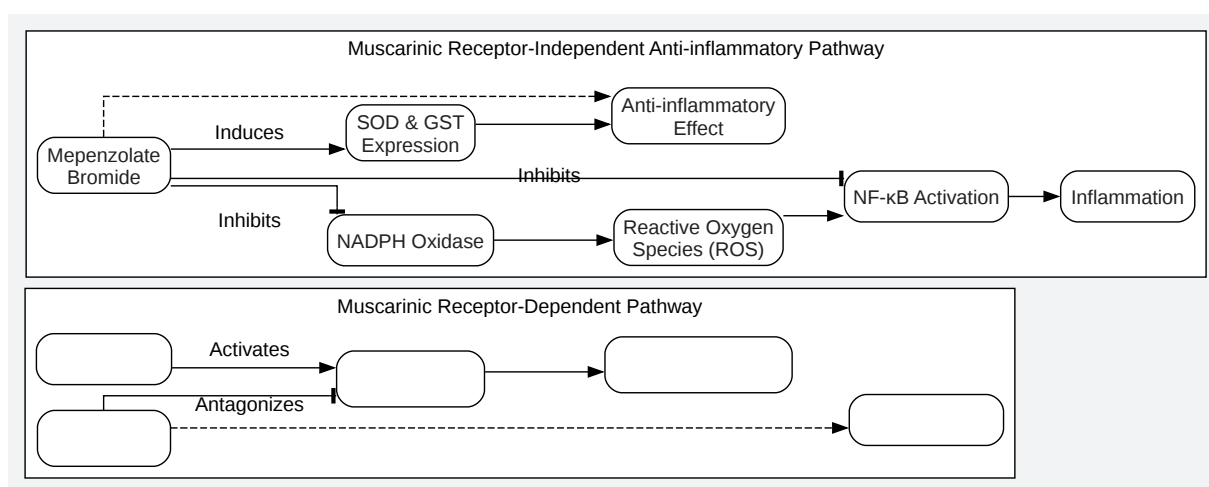 Muscarinic Receptor-Independent Anti-inflammatory Pathway
Anti-inflammatory
Effect
SOD & GST
Expression
Induces
Mepenzolate
Bromide
Inhibits
NF-κB Activation
Inflammation
Inhibits
NADPH Oxidase
Reactive Oxygen
Species (ROS)
Muscarinic Receptor-Dependent Pathway
Activates
Antagonizes